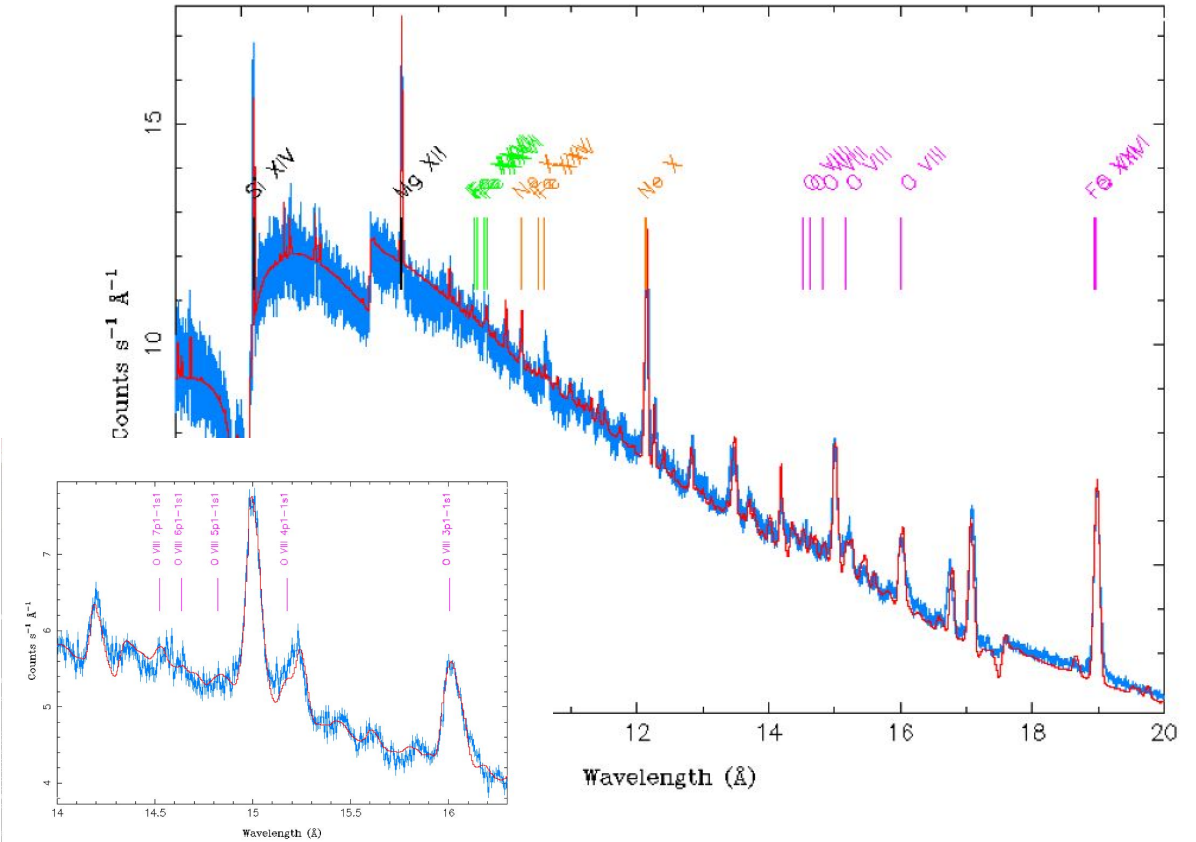 Counts s⁻¹ Å⁻¹
15
10
Si XIV
Mg XII
Ne X
O VIII
O VIII
12
14
16
18
20
Wavelength (Å)
O VIII 7p1−1s1
O VIII 6p1−1s1
O VIII 5p1−1s1
O VIII 4p1−1s1
O VIII 3p1−1s1
Counts s⁻¹ Å⁻¹
7
6
5
4
14
14.5
15
15.5
16
Wavelength (Å)